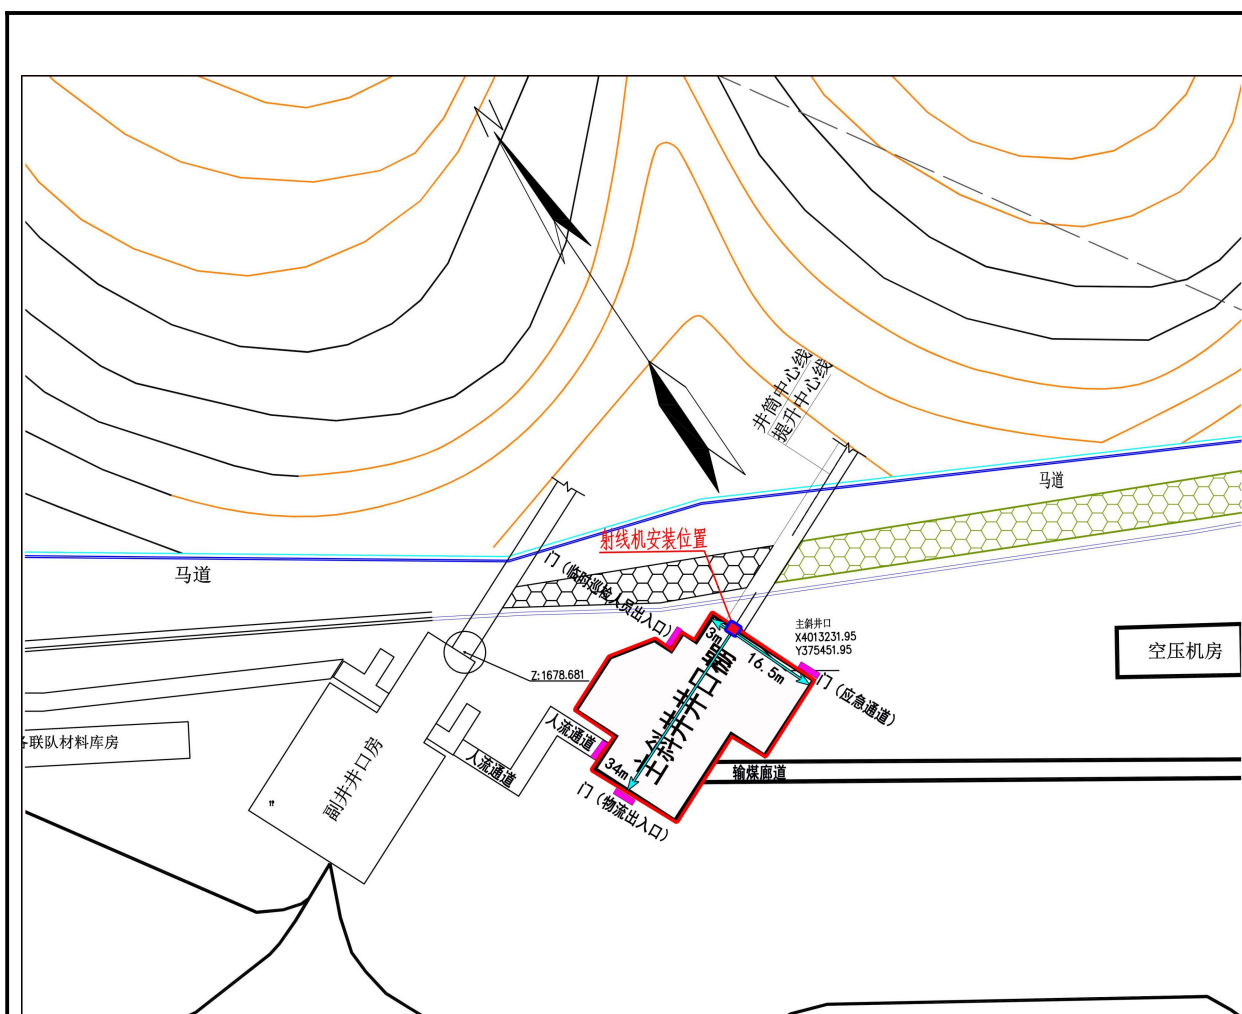 井筒中心线
提升中心线
马道
射线机安装位置
门（临时巡检人员出入口）
马道
主斜井口
X4013231.95
Y375451.95
3m
16.5m
空压机房
Z:1678.681
门（应急通道）
主斜井井口棚
人流通道
联队材料库房
副井井口房
人流通道
34m
输煤廊道
门（物流出入口）